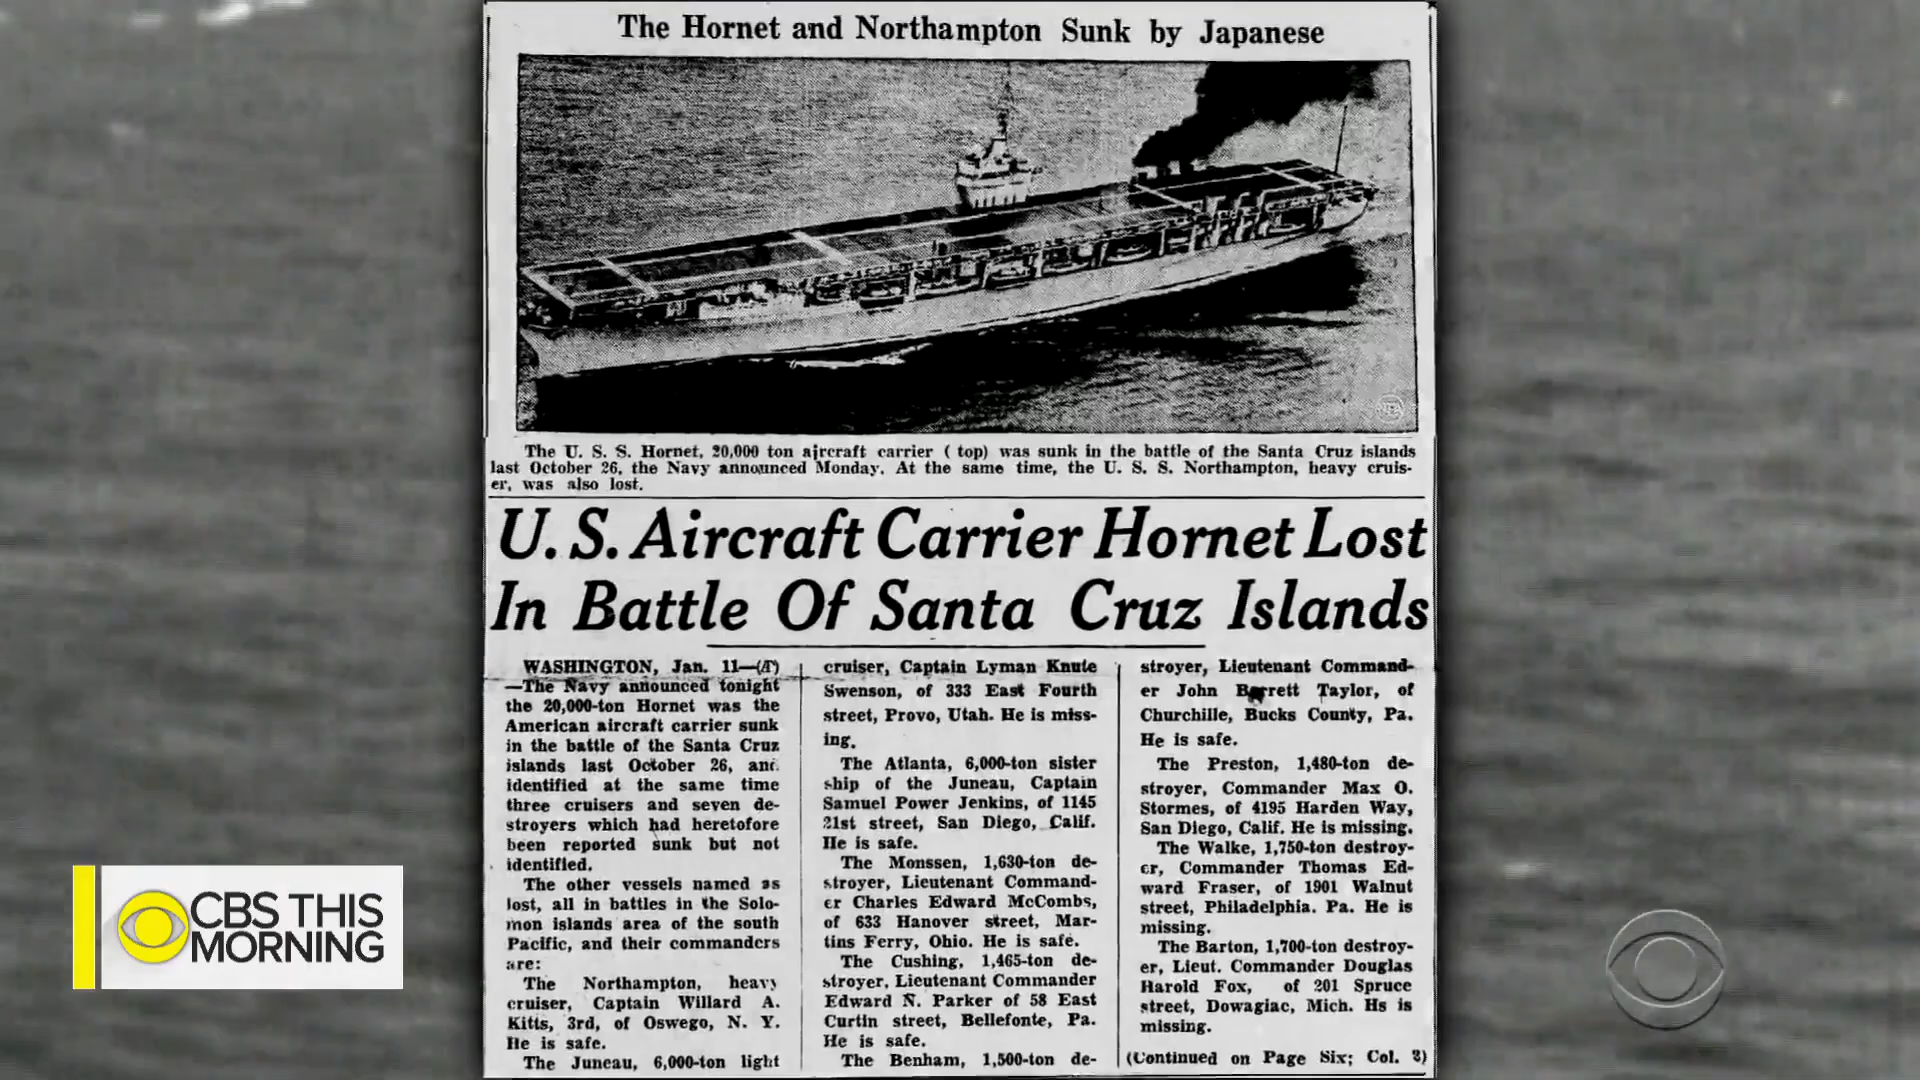 The Hornet and Northampton Sunk by Japanese
The U. S. S. Hornet, 20,000 ton aircraft carrier ( top) was sunk in the battle of the Santa Cruz islands
last October 26, the Navy announced Monday. At the same time, the U. S. S. Northampton, heavy cruis-
er, was also lost.
U. S. Aircraft Carrier Hornet Lost
In Battle Of Santa Cruz Islands
WASHINGTON, Jan. 11—(AP)
—The Navy announced tonight
the 20,000-ton Hornet was the
American aircraft carrier sunk
in the battle of the Santa Cruz
islands last October 26, and
identified at the same time
three cruisers and seven de-
stroyers which had heretofore
been reported sunk but not
identified.
The other vessels named as
lost, all in battles in the Solo-
mon islands area of the south
Pacific, and their commanders
are:
The Northampton, heavy
cruiser, Captain Willard A.
Kitts, 3rd, of Oswego, N. Y.
He is safe.
The Juneau, 6,000-ton light
cruiser, Captain Lyman Knute
Swenson, of 333 East Fourth
street, Provo, Utah. He is miss-
ing.
The Atlanta, 6,000-ton sister
ship of the Juneau, Captain
Samuel Power Jenkins, of 1145
21st street, San Diego, Calif.
He is safe.
The Monssen, 1,630-ton de-
stroyer, Lieutenant Command-
er Charles Edward McCombs,
of 633 Hanover street, Mar-
tins Ferry, Ohio. He is safe.
The Cushing, 1,465-ton de-
stroyer, Lieutenant Commander
Edward N. Parker of 58 East
Curtin street, Bellefonte, Pa.
He is safe.
The Benham, 1,500-ton de-
stroyer, Lieutenant Command-
er John Barrett Taylor, of
Churchille, Bucks County, Pa.
He is safe.
The Preston, 1,480-ton de-
stroyer, Commander Max O.
Stormes, of 4195 Harden Way,
San Diego, Calif. He is missing.
The Walke, 1,750-ton destroy-
er, Commander Thomas Ed-
ward Fraser, of 1901 Walnut
street, Philadelphia. Pa. He is
missing.
The Barton, 1,700-ton destroy-
er, Lieut. Commander Douglas
Harold Fox, of 201 Spruce
street, Dowagiac, Mich. Hs is
missing.
(Continued on Page Six; Col. 3)
CBS THIS
MORNING